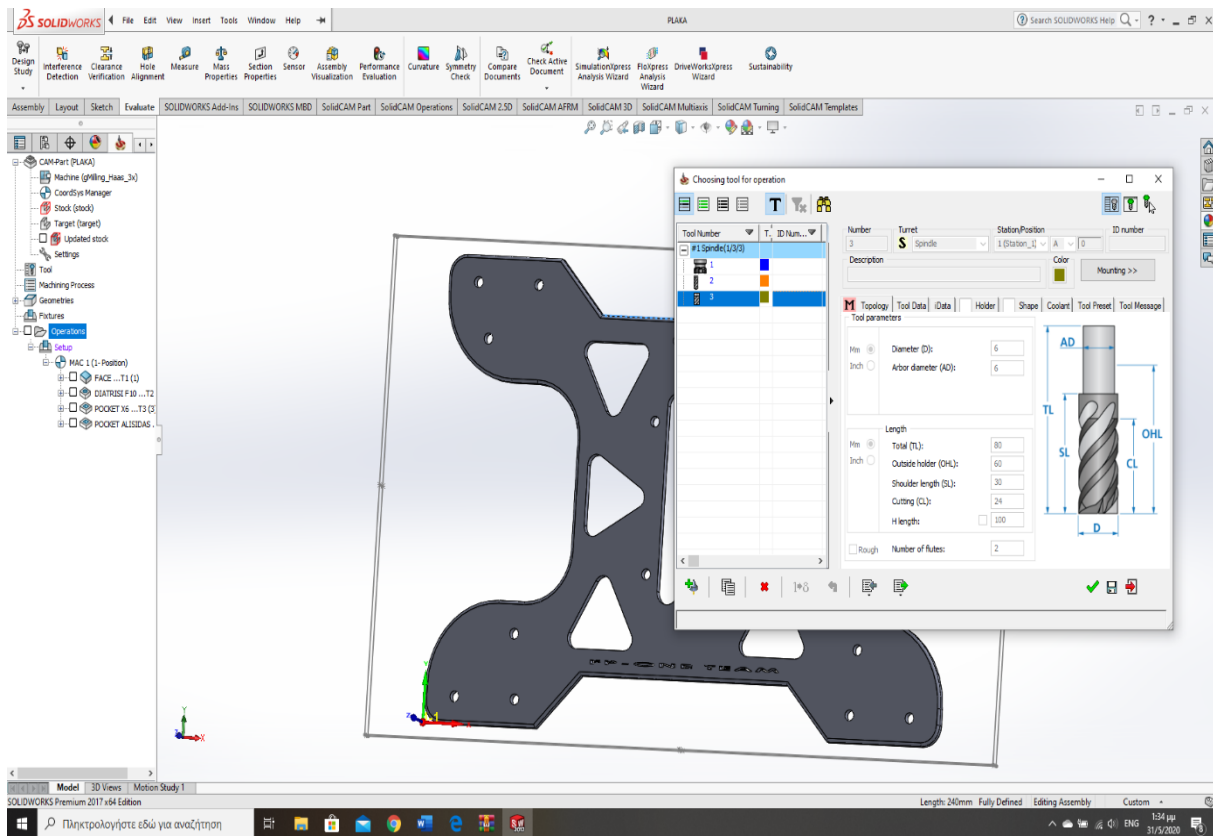 SOLIDWORKS File Edit View Insert Tools Window Help PLAKA Search SOLIDWORKS Help
Design Study
Interference Detection
Clearance Verification
Hole Alignment
Measure
Mass Properties
Section Properties
Sensor
Assembly Visualization
Performance Evaluation
Curvature
Symmetry Check
Compare Documents
Check Active Document
SimulationXpress Analysis Wizard
FloXpress Analysis Wizard
DriveWorksXpress Wizard
Sustainability
Assembly Layout Sketch Evaluate SOLIDWORKS Add-Ins SOLIDWORKS MBD SolidCAM Part SolidCAM Operations SolidCAM 2.5D SolidCAM AFRM SolidCAM 3D SolidCAM Multiaxis SolidCAM Turning SolidCAM Templates
CAM-Part (PLAKA)
Machine (gMilling_Haas_3x)
CoordSys Manager
Stock (stock)
Target (target)
Updated stock
Settings
Tool
Machining Process
Geometries
Fixtures
Operations
Setup
MAC 1 (1- Position)
FACE ...T1 (1)
DIATRISI F10 ...T2
POCKET X6 ...T3 (3)
POCKET ALISIDAS .
Choosing tool for operation
T
Tool Number T. ID Num...
#1 Spindle(1/3/3)
1
2
3
Number Turret Station/Position ID number
3 S Spindle 1 (Station_1) A 0
Description Color
Mounting >>
M Topology Tool Data iData Holder Shape Coolant Tool Preset Tool Message
Tool parameters
Mm Diameter (D): 6
Inch Arbor diameter (AD): 6
Length
Mm Total (TL): 80
Inch Outside holder (OHL): 60
Shoulder length (SL): 30
Cutting (CL): 24
H length: 100
Rough Number of flutes: 2
AD
TL
OHL
SL
CL
D
Model 3D Views Motion Study 1
SOLIDWORKS Premium 2017 x64 Edition Length: 240mm Fully Defined Editing Assembly Custom
Πληκτρολογήστε εδώ για αναζήτηση
ENG
1:34 μμ
31/5/2020